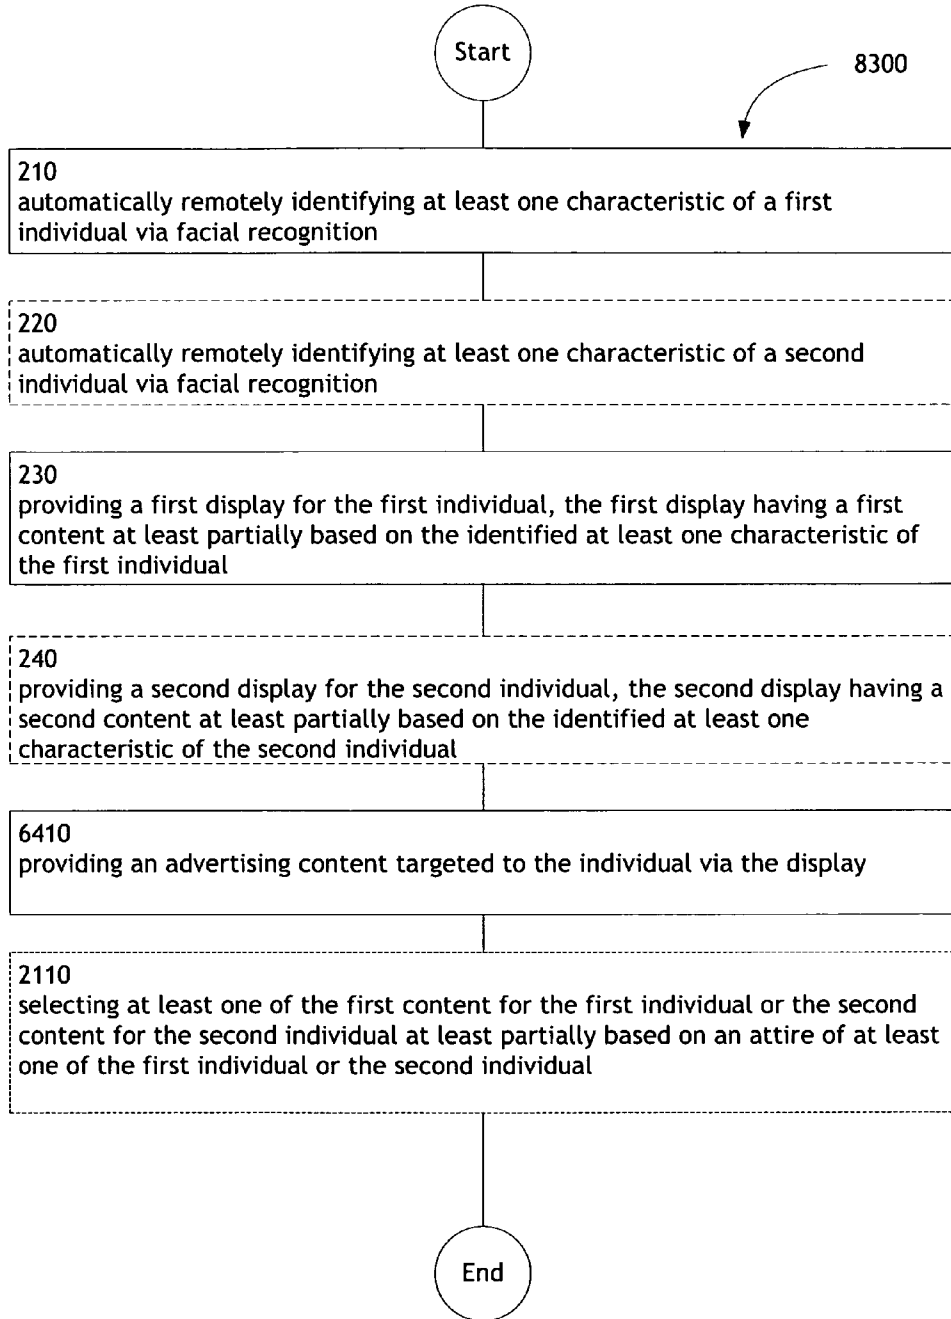 Start
8300
210
automatically remotely identifying at least one characteristic of a first
individual via facial recognition
220
automatically remotely identifying at least one characteristic of a second
individual via facial recognition
230
providing a first display for the first individual, the first display having a first
content at least partially based on the identified at least one characteristic of
the first individual
240
providing a second display for the second individual, the second display having a
second content at least partially based on the identified at least one
characteristic of the second individual
6410
providing an advertising content targeted to the individual via the display
2110
selecting at least one of the first content for the first individual or the second
content for the second individual at least partially based on an attire of at least
one of the first individual or the second individual
End